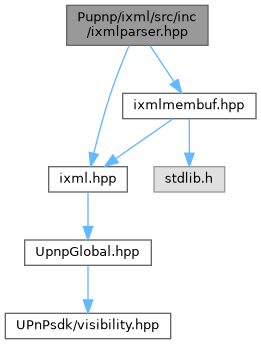 Pupnp/ixml/src/inc
/ixmlparser.hpp
ixmlmembuf.hpp
ixml.hpp
stdlib.h
UpnpGlobal.hpp
UPnPsdk/visibility.hpp